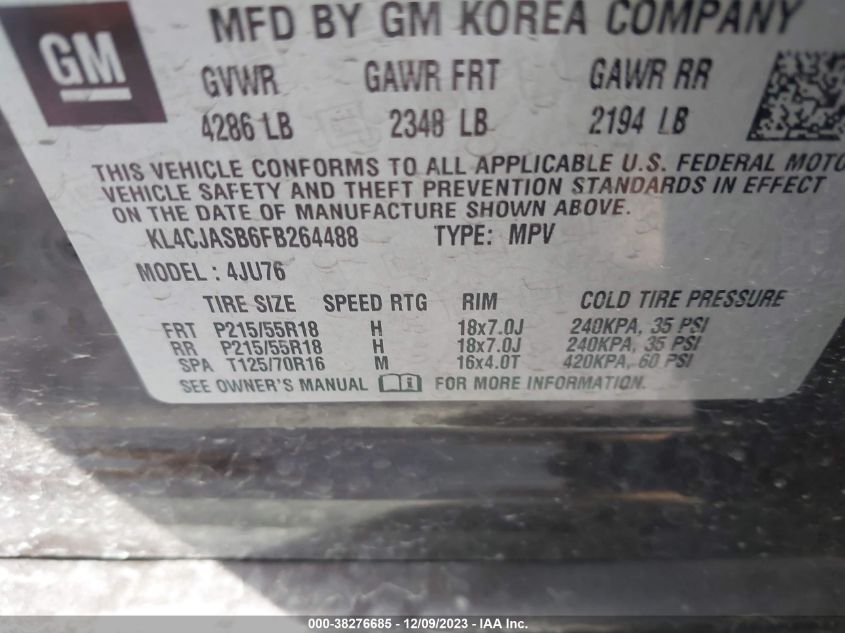 MFD BY GM KOREA COMPANY
GM
GVWR GAWR FRT GAWR RR
4286 LB 2348 LB 2194 LB
THIS VEHICLE CONFORMS TO ALL APPLICABLE U.S. FEDERAL MOTO
VEHICLE SAFETY AND THEFT PREVENTION STANDARDS IN EFFECT
ON THE DATE OF MANUFACTURE SHOWN ABOVE.
KL4CJASB6FB264488 TYPE: MPV
MODEL: 4JU76
TIRE SIZE SPEED RTG RIM COLD TIRE PRESSURE
FRT P215/55R18 H 18x7.0J 240KPA, 35 PSI
RR P215/55R18 H 18x7.0J 240KPA, 35 PSI
SPA T125/70R16 M 16x4.0T 420KPA, 60 PSI
SEE OWNER'S MANUAL FOR MORE INFORMATION.
000-38276685 - 12/09/2023 - IAA Inc.